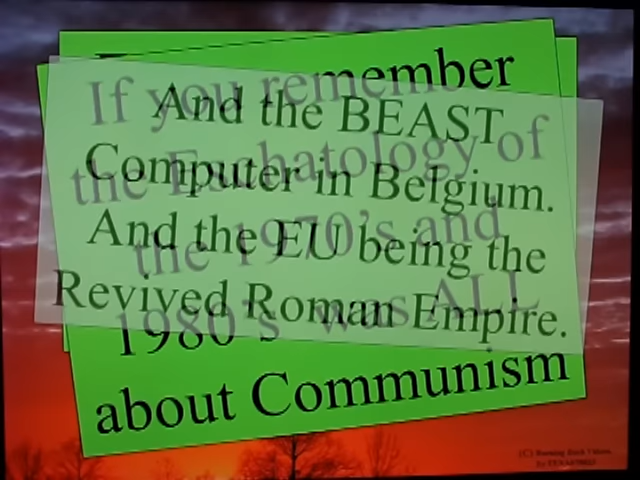 If you remember
the Eschatology of
the 1970's and
1980's was ALL
about Communism
And the BEAST
Computer in Belgium.
And the EU being the
Revived Roman Empire.